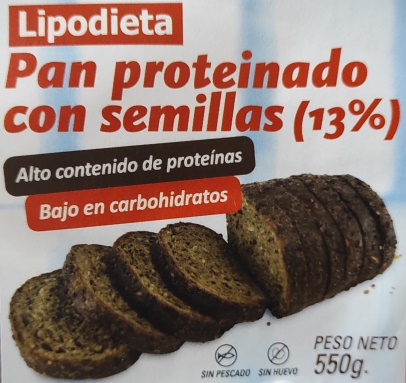 Lipodieta
Pan proteinado
con semillas (13%)
Alto contenido de proteínas
Bajo en carbohidratos
SIN PESCADO SIN HUEVO
PESO NETO
550g.